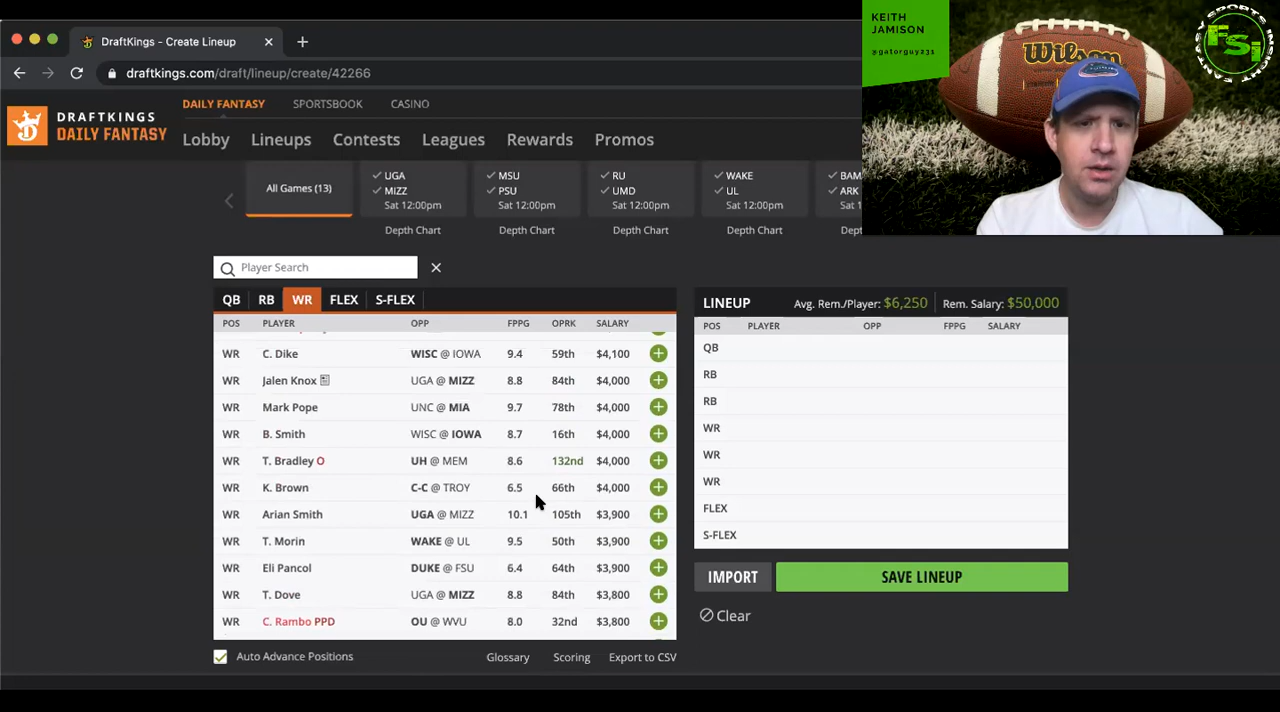 DraftKings - Create Lineup
draftkings.com/draft/lineup/create/42266
KEITH
JAMISON
@gatorguy231
FANTASY SPORTS INSIGHT
FSI
Wilson
DRAFTKINGS
DAILY FANTASY
DAILY FANTASY SPORTSBOOK CASINO
Lobby Lineups Contests Leagues Rewards Promos
All Games (13)
UGA
MIZZ
Sat 12:00pm
Depth Chart
MSU
PSU
Sat 12:00pm
Depth Chart
RU
UMD
Sat 12:00pm
Depth Chart
WAKE
UL
Sat 12:00pm
Depth Chart
BAM
ARK
Sat 1
Depth
Player Search
QB RB WR FLEX S-FLEX
POS PLAYER OPP FPPG OPRK SALARY
WR C. Dike WISC @ IOWA 9.4 59th $4,100
WR Jalen Knox UGA @ MIZZ 8.8 84th $4,000
WR Mark Pope UNC @ MIA 9.7 78th $4,000
WR B. Smith WISC @ IOWA 8.7 16th $4,000
WR T. Bradley O UH @ MEM 8.6 132nd $4,000
WR K. Brown C-C @ TROY 6.5 66th $4,000
WR Arian Smith UGA @ MIZZ 10.1 105th $3,900
WR T. Morin WAKE @ UL 9.5 50th $3,900
WR Eli Pancol DUKE @ FSU 6.4 64th $3,900
WR T. Dove UGA @ MIZZ 8.8 84th $3,800
WR C. Rambo PPD OU @ WVU 8.0 32nd $3,800
Auto Advance Positions Glossary Scoring Export to CSV
LINEUP Avg. Rem./Player: $6,250 Rem. Salary: $50,000
POS PLAYER OPP FPPG SALARY
QB
RB
RB
WR
WR
WR
FLEX
S-FLEX
IMPORT SAVE LINEUP
Clear